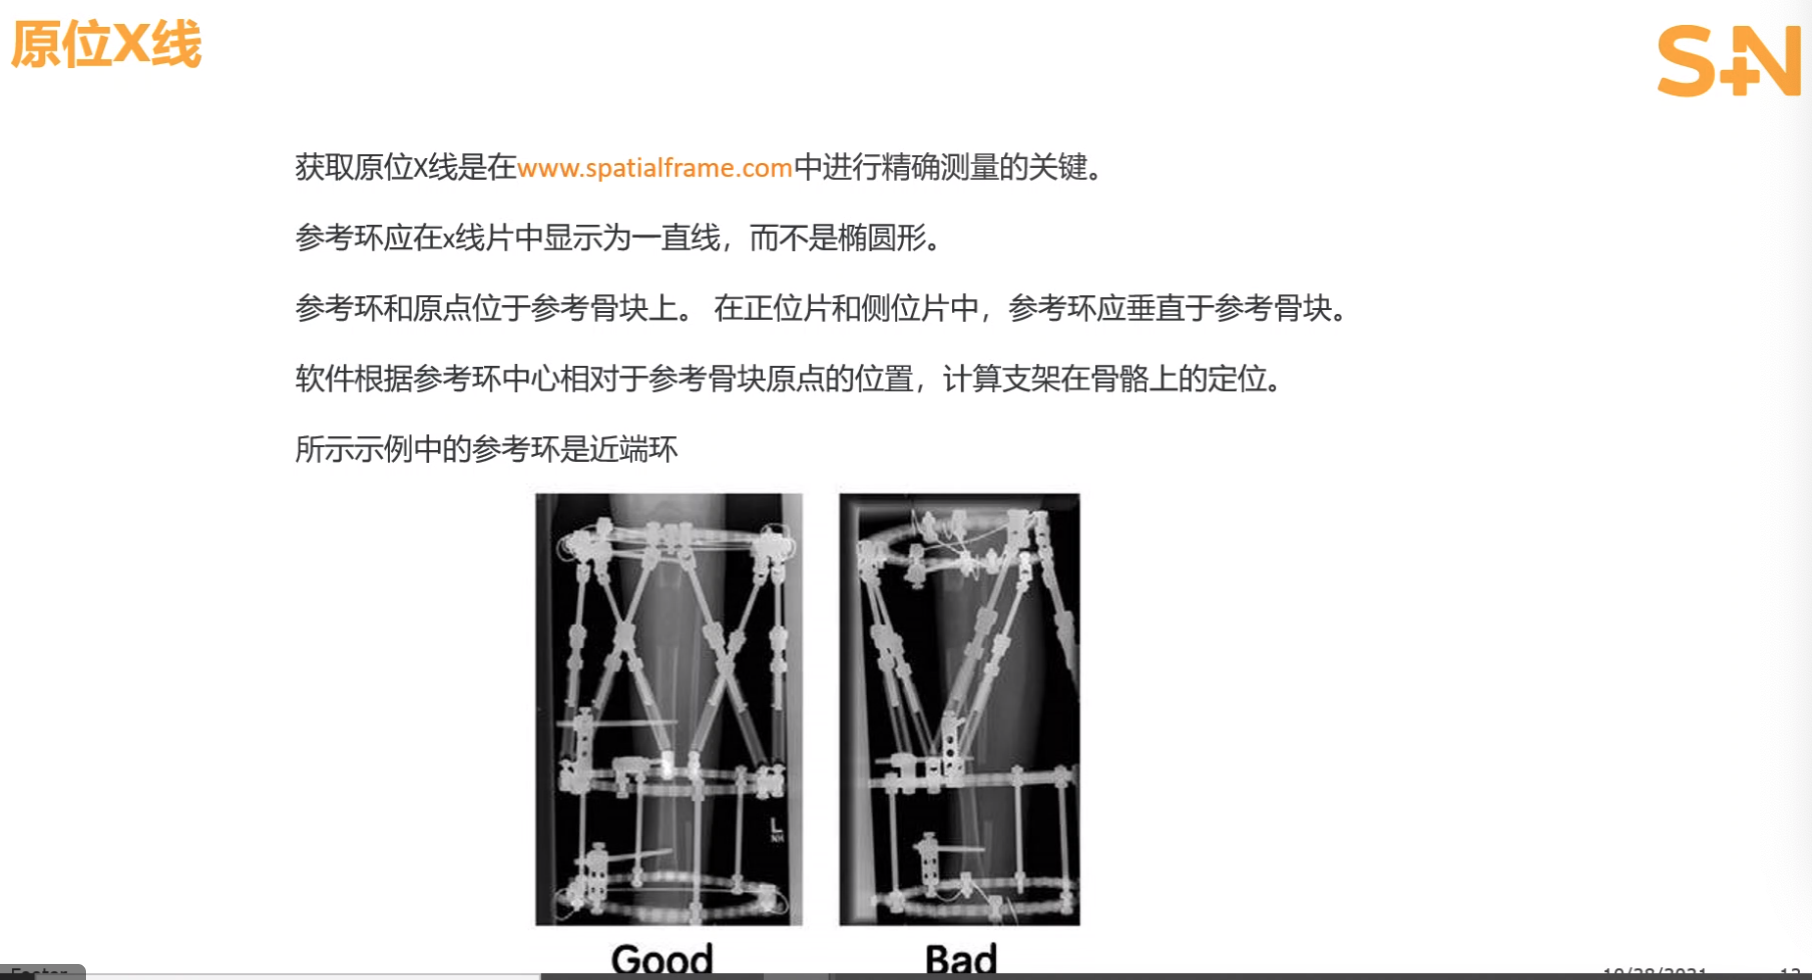 原位X线
S+N
获取原位X线是在www.spatialframe.com中进行精确测量的关键。
参考环应在x线片中显示为一直线，而不是椭圆形。
参考环和原点位于参考骨块上。 在正位片和侧位片中，参考环应垂直于参考骨块。
软件根据参考环中心相对于参考骨块原点的位置，计算支架在骨骼上的定位。
所示示例中的参考环是近端环
L
NH
Good
Bad
Footer
10/28/2021